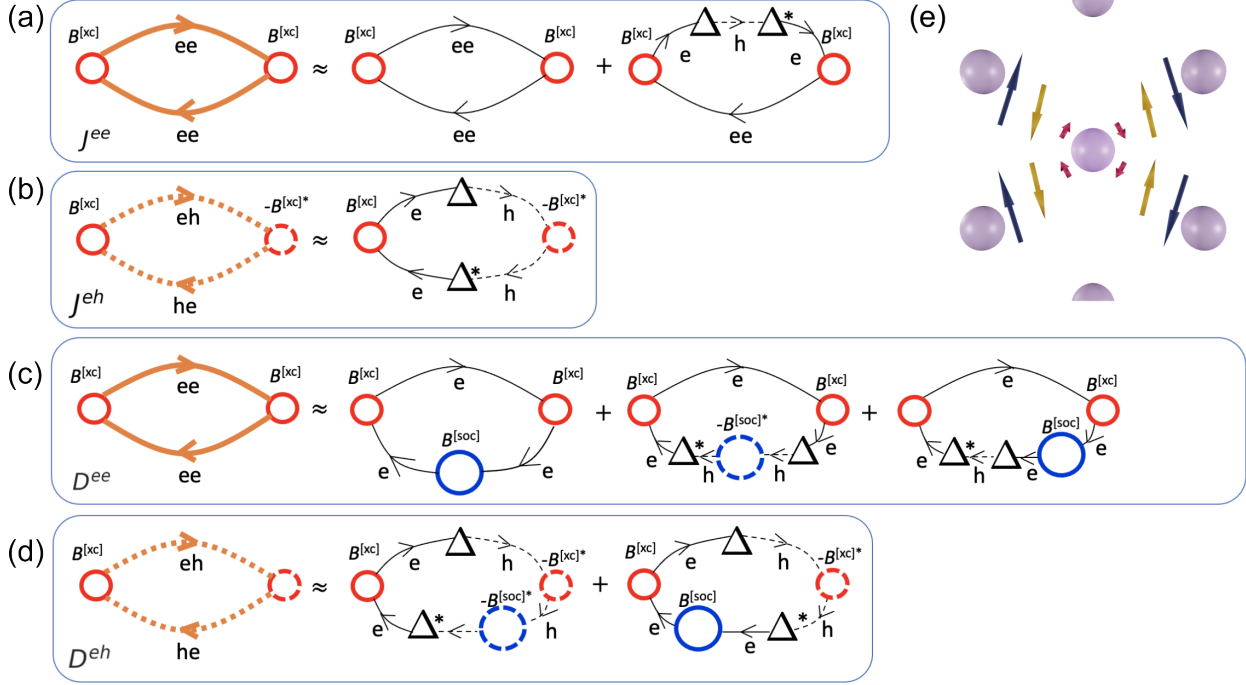 (a)
B[xc] ee B[xc] ≈ B[xc] ee B[xc] + B[xc] e Δ h Δ* e B[xc]
ee ee ee
J^ee
(b)
B[xc] eh -B[xc]* ≈ B[xc] e Δ h -B[xc]*
he e Δ* h
J^eh
(c)
B[xc] ee B[xc] ≈ B[xc] e B[xc] + B[xc] e B[xc] + B[xc] e B[xc]
B[soc] -B[soc]* B[soc]
ee e e e Δ* h h Δ e e Δ* h Δ e e
D^ee
(d)
B[xc] eh ≈ B[xc] e Δ h -B[xc]* + B[xc] e Δ h -B[xc]*
-B[soc]* B[soc]
he e Δ* h e e Δ* h
D^eh
(e)